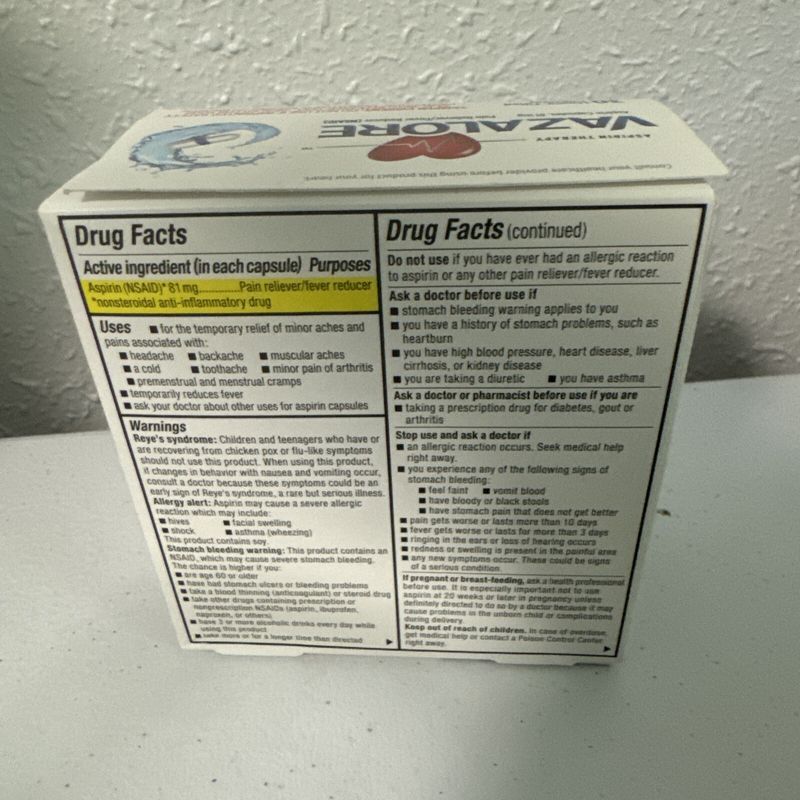 Consult your healthcare provider before using this product for your heart.
ASPIRIN THERAPY
VAZALORE
Pain Reliever/Fever Reducer (NSAID)
Drug Facts
Active ingredient (in each capsule) Purposes
Aspirin (NSAID)* 81 mg............Pain reliever/fever reducer
*nonsteroidal anti-inflammatory drug
Uses ■ for the temporary relief of minor aches and
pains associated with:
■ headache ■ backache ■ muscular aches
■ a cold ■ toothache ■ minor pain of arthritis
■ premenstrual and menstrual cramps
■ temporarily reduces fever
■ ask your doctor about other uses for aspirin capsules
Warnings
Reye's syndrome: Children and teenagers who have or
are recovering from chicken pox or flu-like symptoms
should not use this product. When using this product,
if changes in behavior with nausea and vomiting occur,
consult a doctor because these symptoms could be an
early sign of Reye's syndrome, a rare but serious illness.
Allergy alert: Aspirin may cause a severe allergic
reaction which may include:
■ hives ■ facial swelling
■ shock ■ asthma (wheezing)
This product contains soy.
Stomach bleeding warning: This product contains an
NSAID, which may cause severe stomach bleeding.
The chance is higher if you:
■ are age 60 or older
■ have had stomach ulcers or bleeding problems
■ take a blood thinning (anticoagulant) or steroid drug
■ take other drugs containing prescription or
nonprescription NSAIDs (aspirin, ibuprofen,
naproxen, or others)
■ have 3 or more alcoholic drinks every day while
using this product
■ take more or for a longer time than directed
Drug Facts (continued)
Do not use if you have ever had an allergic reaction
to aspirin or any other pain reliever/fever reducer.
Ask a doctor before use if
■ stomach bleeding warning applies to you
■ you have a history of stomach problems, such as
heartburn
■ you have high blood pressure, heart disease, liver
cirrhosis, or kidney disease
■ you are taking a diuretic ■ you have asthma
Ask a doctor or pharmacist before use if you are
■ taking a prescription drug for diabetes, gout or
arthritis
Stop use and ask a doctor if
■ an allergic reaction occurs. Seek medical help
right away.
■ you experience any of the following signs of
stomach bleeding:
■ feel faint ■ vomit blood
■ have bloody or black stools
■ have stomach pain that does not get better
■ pain gets worse or lasts more than 10 days
■ fever gets worse or lasts for more than 3 days
■ ringing in the ears or loss of hearing occurs
■ redness or swelling is present in the painful area
■ any new symptoms occur. These could be signs
of a serious condition.
If pregnant or breast-feeding, ask a health professional
before use. It is especially important not to use
aspirin at 20 weeks or later in pregnancy unless
definitely directed to do so by a doctor because it may
cause problems in the unborn child or complications
during delivery.
Keep out of reach of children. In case of overdose,
get medical help or contact a Poison Control Center
right away.